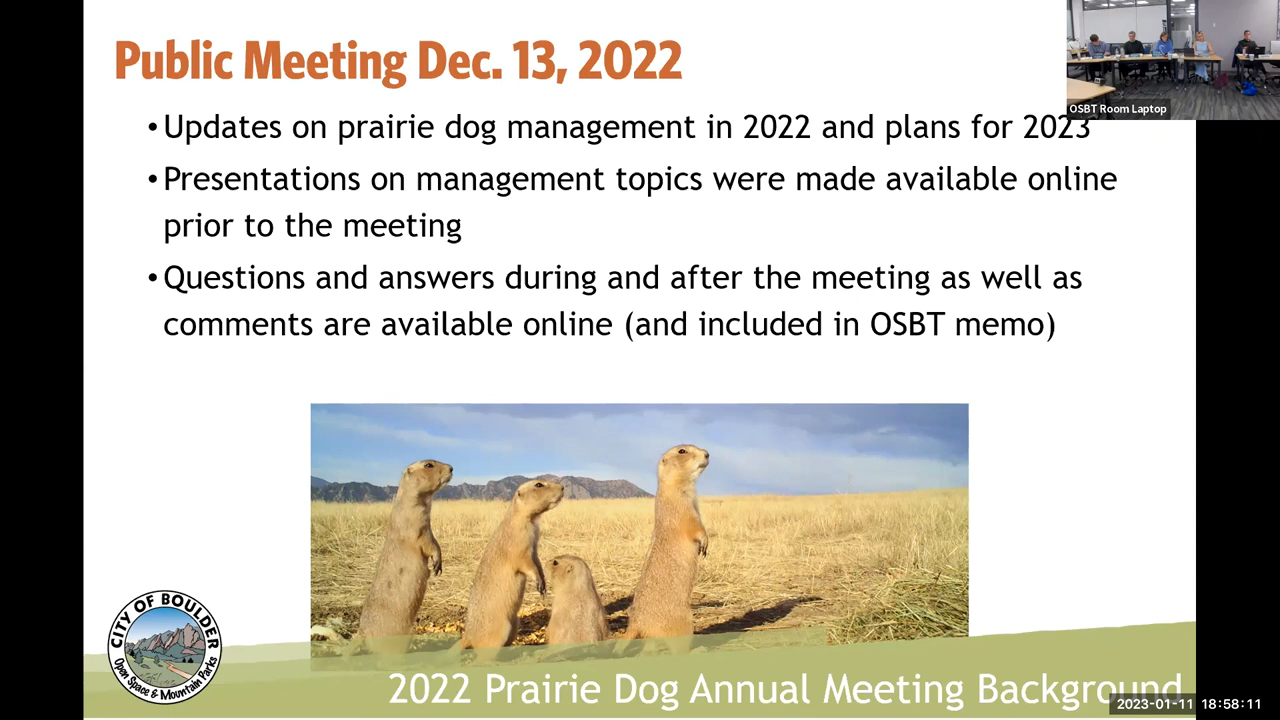 Public Meeting Dec. 13, 2022
OSBT Room Laptop
•Updates on prairie dog management in 2022 and plans for 2023
•Presentations on management topics were made available online
prior to the meeting
•Questions and answers during and after the meeting as well as
comments are available online (and included in OSBT memo)
CITY OF BOULDER
Open Space & Mountain Parks
2022 Prairie Dog Annual Meeting Background
2023-01-11 18:58:11